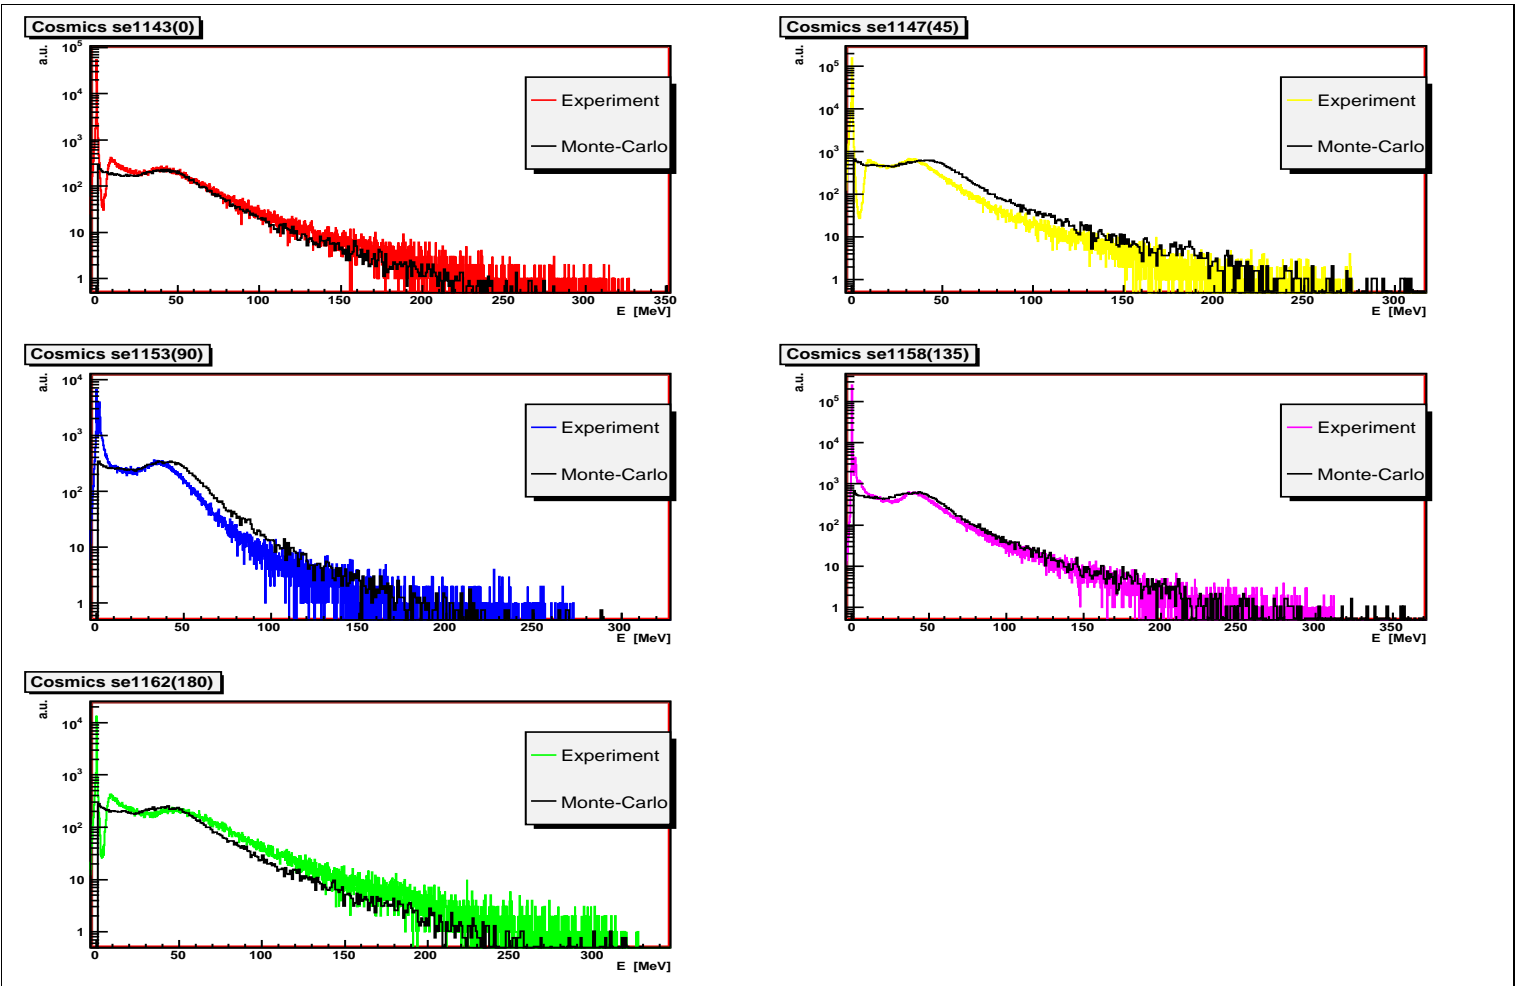 Cosmics se1143(0)
a.u.
10^5
10^4
10^3
10^2
10
1
0 50 100 150 200 250 300 350
E [MeV]
Experiment
Monte-Carlo
Cosmics se1147(45)
a.u.
10^5
10^4
10^3
10^2
10
1
0 50 100 150 200 250 300
E [MeV]
Experiment
Monte-Carlo
Cosmics se1153(90)
a.u.
10^4
10^3
10^2
10
1
0 50 100 150 200 250 300
E [MeV]
Experiment
Monte-Carlo
Cosmics se1158(135)
a.u.
10^5
10^4
10^3
10^2
10
1
0 50 100 150 200 250 300 350
E [MeV]
Experiment
Monte-Carlo
Cosmics se1162(180)
a.u.
10^4
10^3
10^2
10
1
0 50 100 150 200 250 300
E [MeV]
Experiment
Monte-Carlo